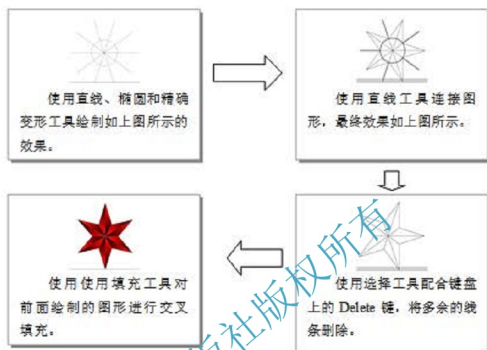 使用直线、椭圆和精确
变形工具绘制如上图所示的
效果。
使用直线工具连接图
形，最终效果如上图所示。
使用选择工具配合键盘
上的 Delete 键，将多余的线
条删除。
使用使用填充工具对
前面绘制的图形进行交叉
填充。
版社版权所有